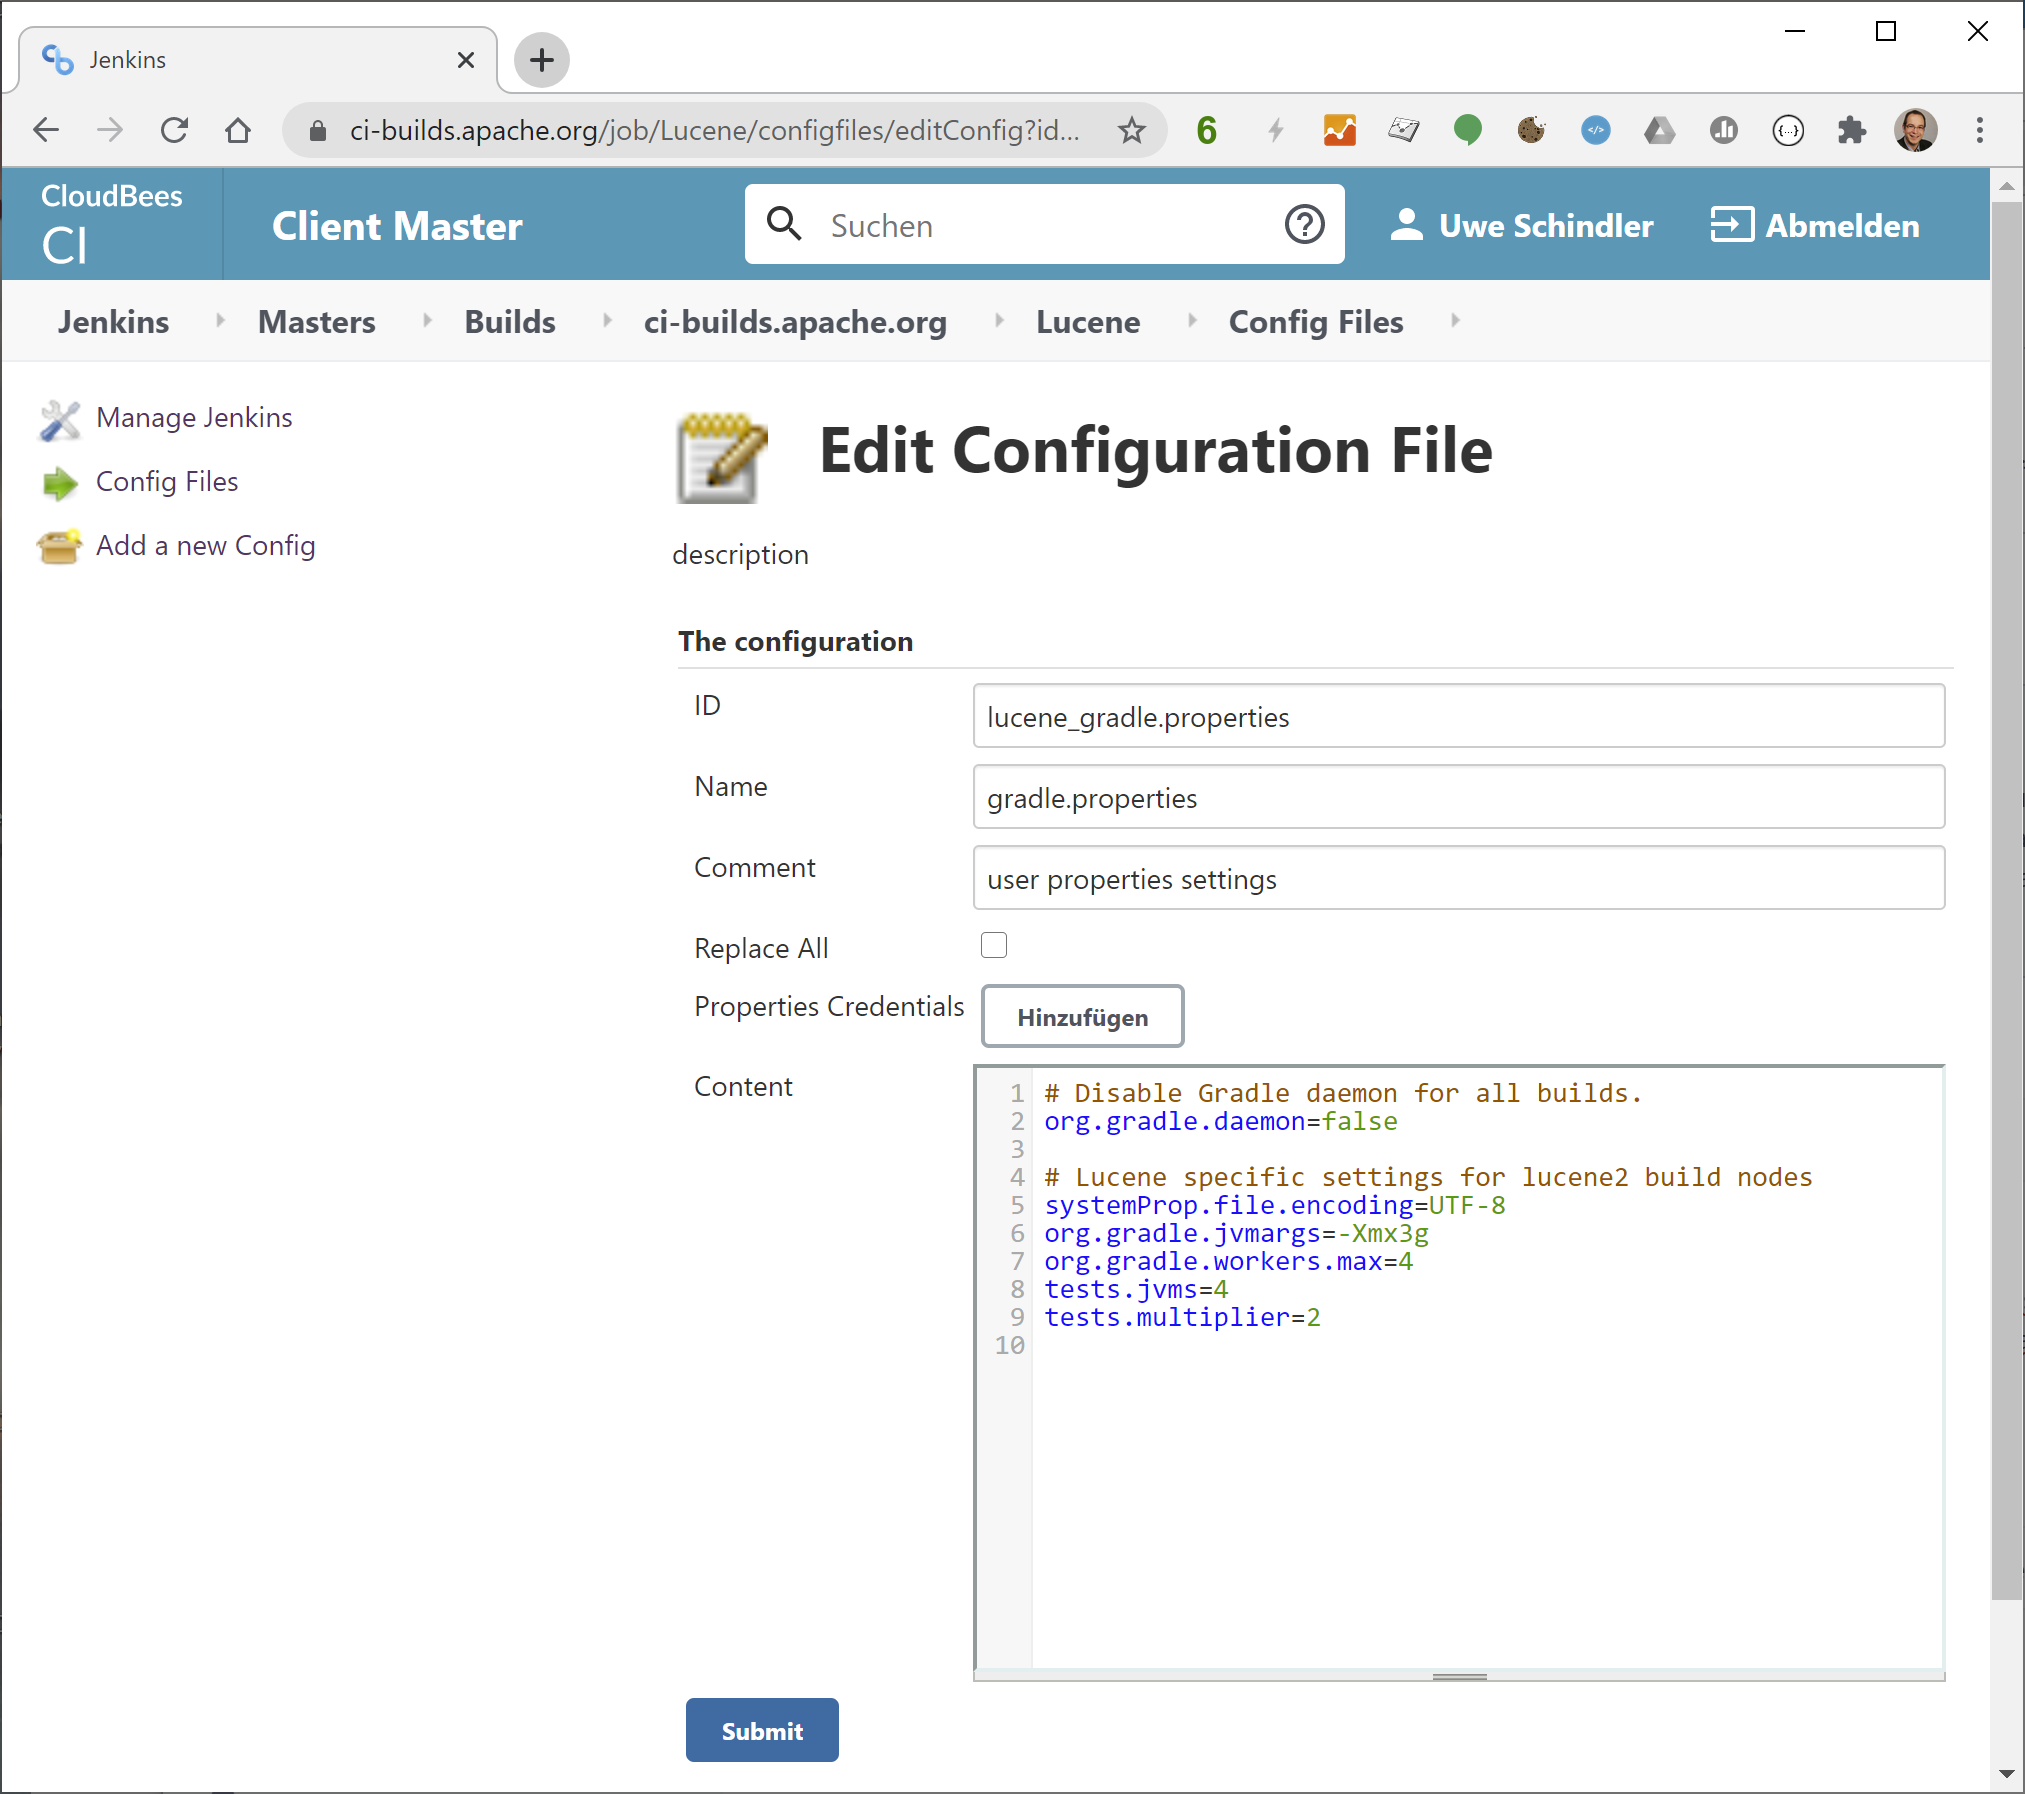 Jenkins
ci-builds.apache.org/job/Lucene/configfiles/editConfig?id...
6
</>
{...}
CloudBees
CI
Client Master
Suchen
Uwe Schindler
Abmelden
Jenkins
Masters
Builds
ci-builds.apache.org
Lucene
Config Files
Manage Jenkins
Config Files
Add a new Config
Edit Configuration File
description
The configuration
ID
lucene_gradle.properties
Name
gradle.properties
Comment
user properties settings
Replace All
Properties Credentials
Hinzufügen
Content
1 # Disable Gradle daemon for all builds.
2 org.gradle.daemon=false
3
4 # Lucene specific settings for lucene2 build nodes
5 systemProp.file.encoding=UTF-8
6 org.gradle.jvmargs=-Xmx3g
7 org.gradle.workers.max=4
8 tests.jvms=4
9 tests.multiplier=2
10
Submit